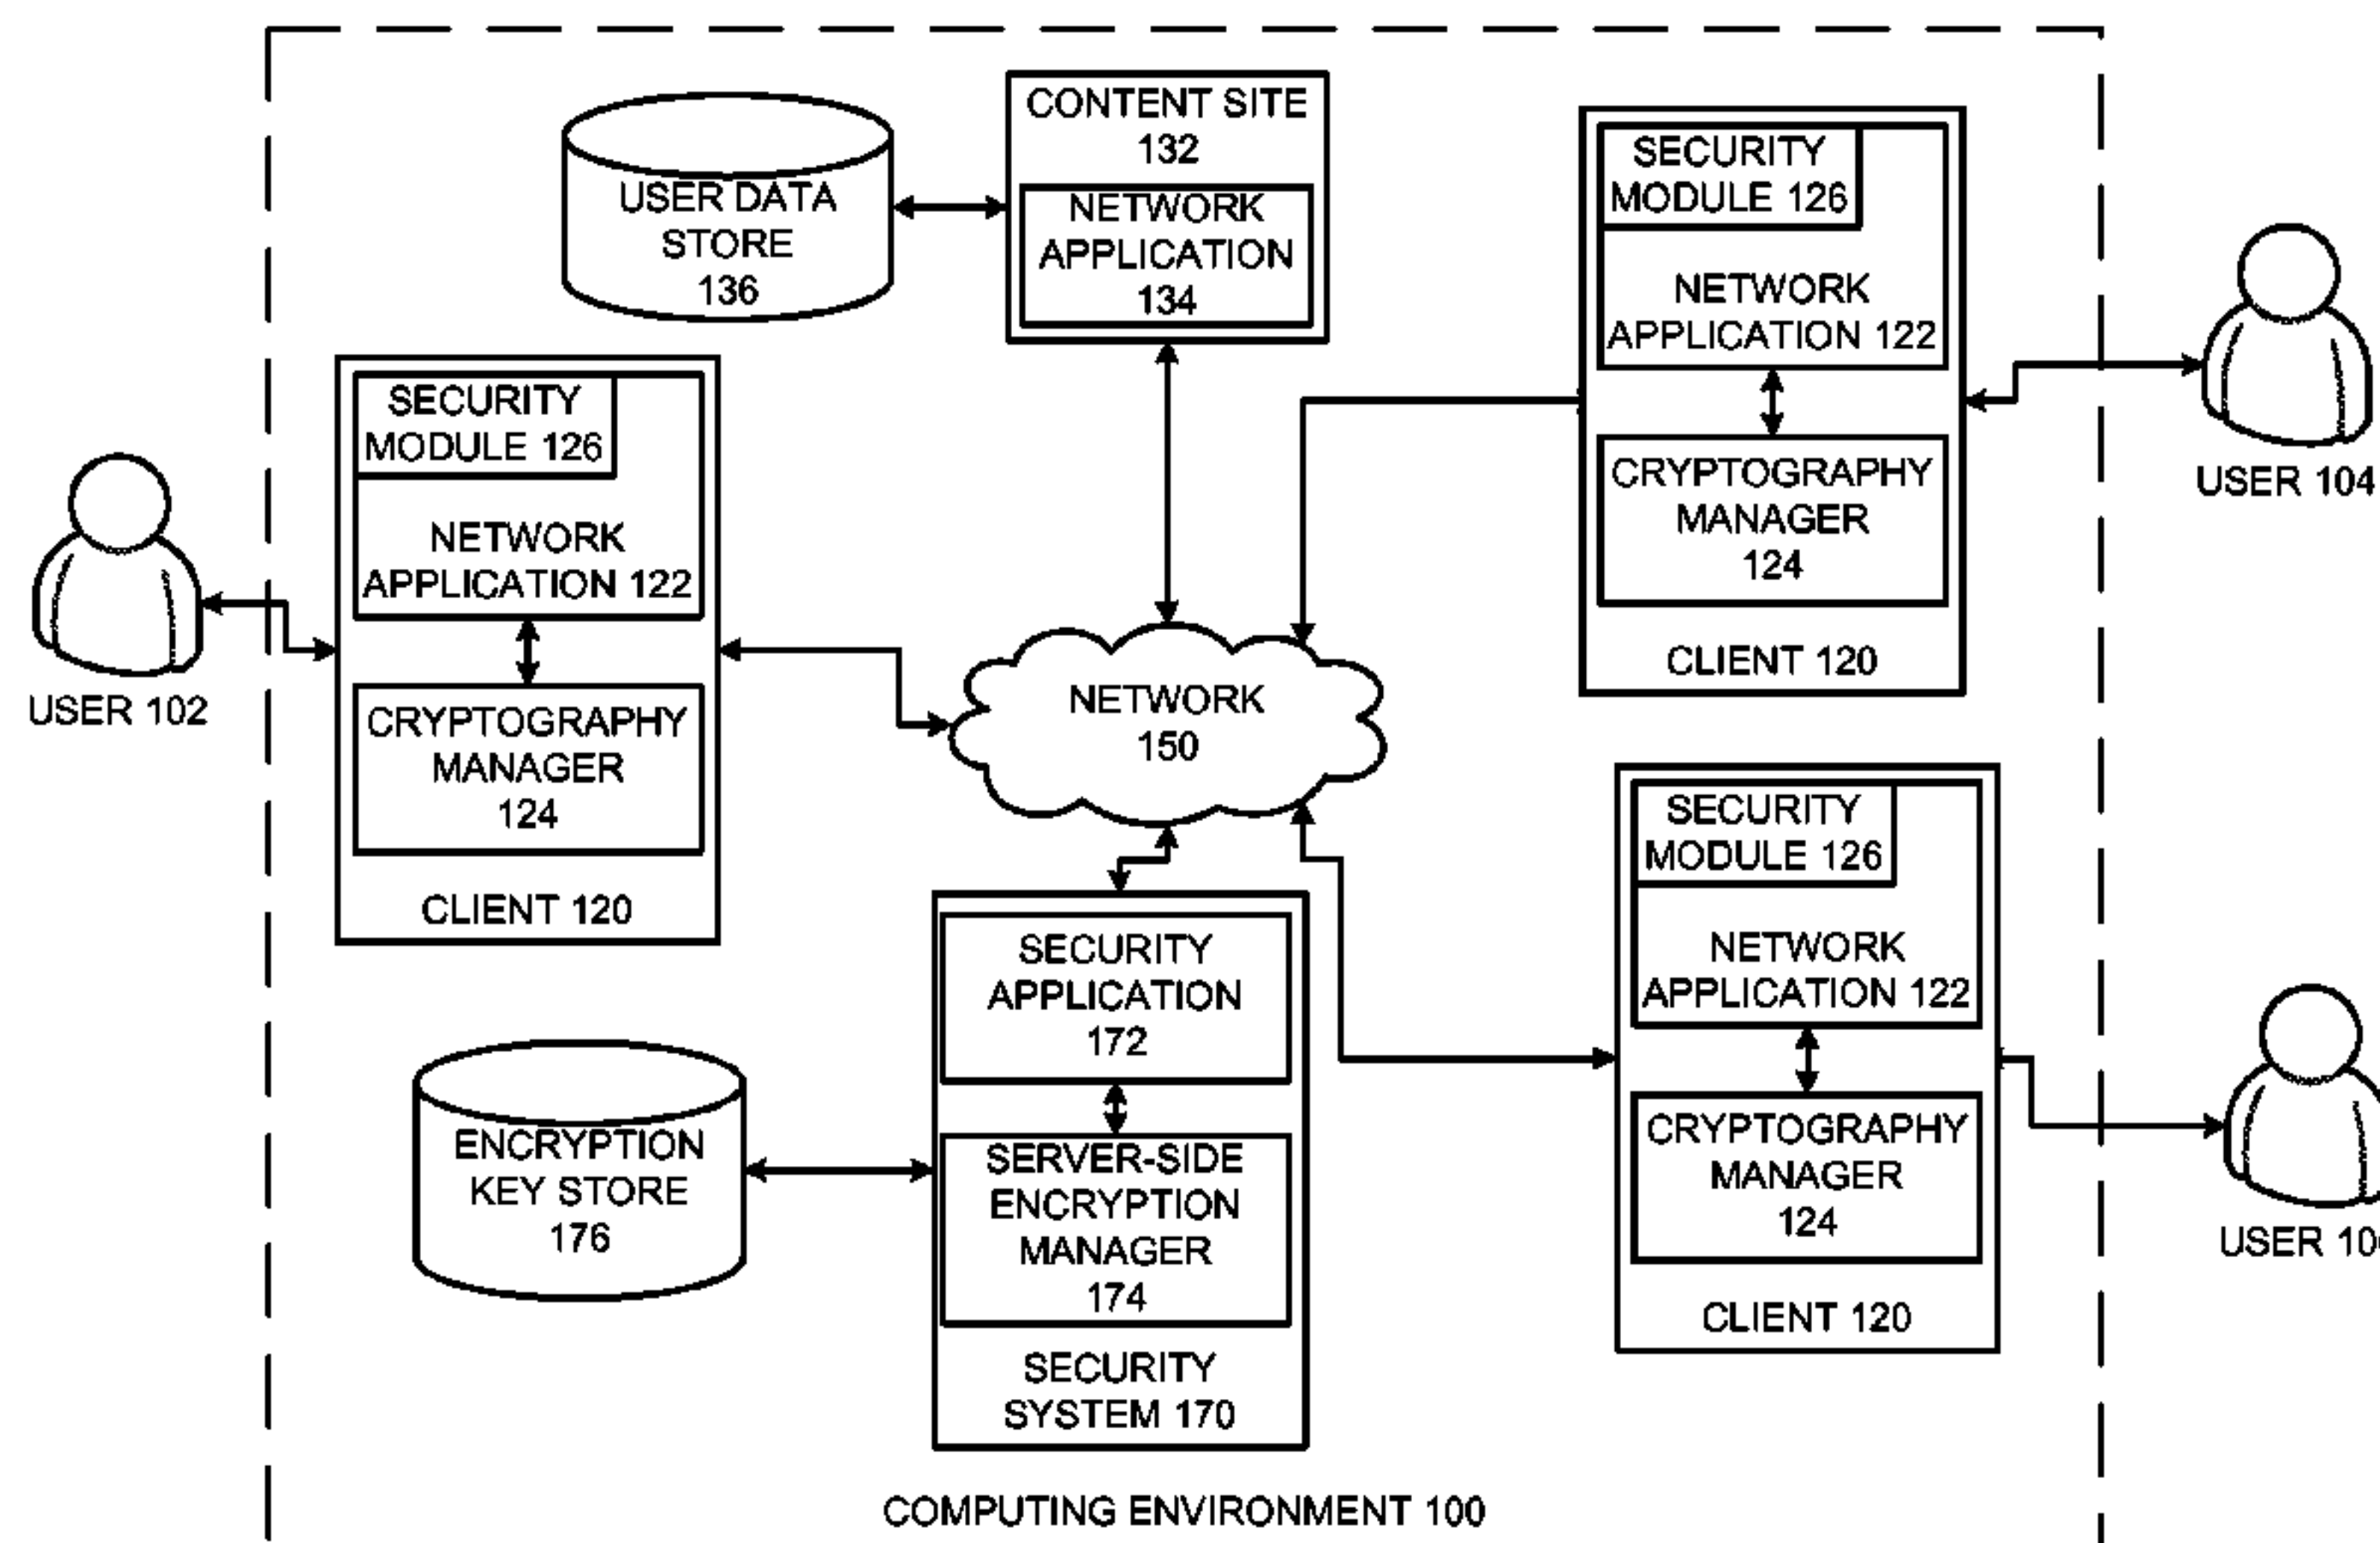 CONTENT SITE
132
NETWORK
APPLICATION
134
USER DATA
STORE
136
SECURITY
MODULE 126
NETWORK
APPLICATION 122
CRYPTOGRAPHY
MANAGER
124
CLIENT 120
USER 104
SECURITY
MODULE 126
NETWORK
APPLICATION 122
CRYPTOGRAPHY
MANAGER
124
CLIENT 120
USER 102
NETWORK
150
SECURITY
MODULE 126
NETWORK
APPLICATION 122
CRYPTOGRAPHY
MANAGER
124
CLIENT 120
USER
SECURITY
APPLICATION
172
SERVER-SIDE
ENCRYPTION
MANAGER
174
SECURITY
SYSTEM 170
ENCRYPTION
KEY STORE
176
COMPUTING ENVIRONMENT 100